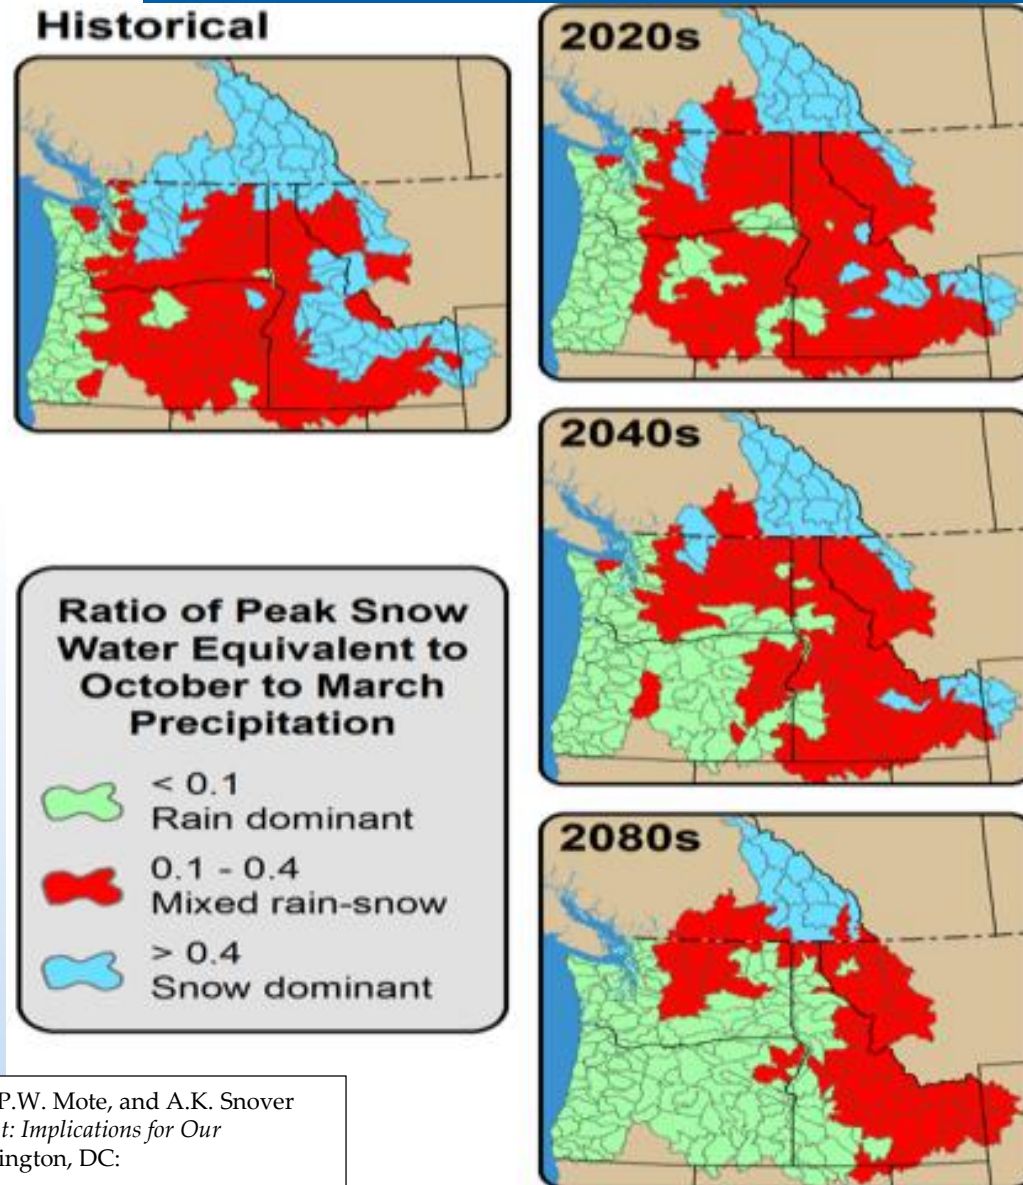 Historical
2020s
2040s
Ratio of Peak Snow
Water Equivalent to
October to March
Precipitation
< 0.1
Rain dominant
0.1 - 0.4
Mixed rain-snow
> 0.4
Snow dominant
2080s
P.W. Mote, and A.K. Snover
t: Implications for Our
ington, DC: